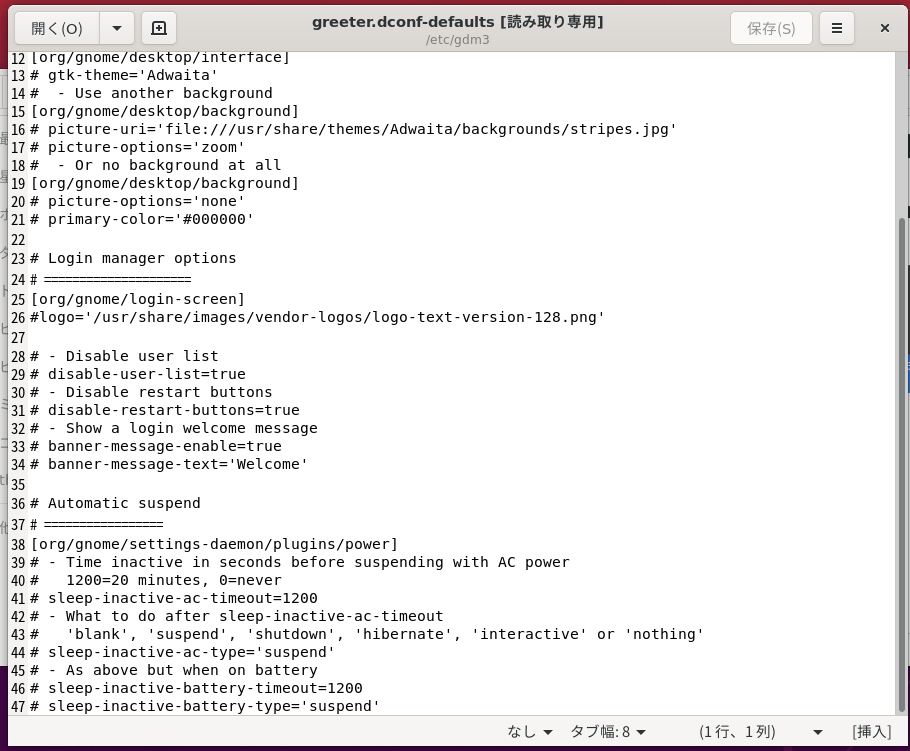 開く(O)
greeter.dconf-defaults [読み取り専用]
/etc/gdm3
保存(S)
12 [org/gnome/desktop/interface]
13 # gtk-theme='Adwaita'
14 #  - Use another background
15 [org/gnome/desktop/background]
16 # picture-uri='file:///usr/share/themes/Adwaita/backgrounds/stripes.jpg'
17 # picture-options='zoom'
18 #  - Or no background at all
19 [org/gnome/desktop/background]
20 # picture-options='none'
21 # primary-color='#000000'
22
23 # Login manager options
24 # =====================
25 [org/gnome/login-screen]
26 #logo='/usr/share/images/vendor-logos/logo-text-version-128.png'
27
28 # - Disable user list
29 # disable-user-list=true
30 # - Disable restart buttons
31 # disable-restart-buttons=true
32 # - Show a login welcome message
33 # banner-message-enable=true
34 # banner-message-text='Welcome'
35
36 # Automatic suspend
37 # =================
38 [org/gnome/settings-daemon/plugins/power]
39 # - Time inactive in seconds before suspending with AC power
40 #   1200=20 minutes, 0=never
41 # sleep-inactive-ac-timeout=1200
42 # - What to do after sleep-inactive-ac-timeout
43 #   'blank', 'suspend', 'shutdown', 'hibernate', 'interactive' or 'nothing'
44 # sleep-inactive-ac-type='suspend'
45 # - As above but when on battery
46 # sleep-inactive-battery-timeout=1200
47 # sleep-inactive-battery-type='suspend'
なし タブ幅: 8 (1 行、1 列) [挿入]